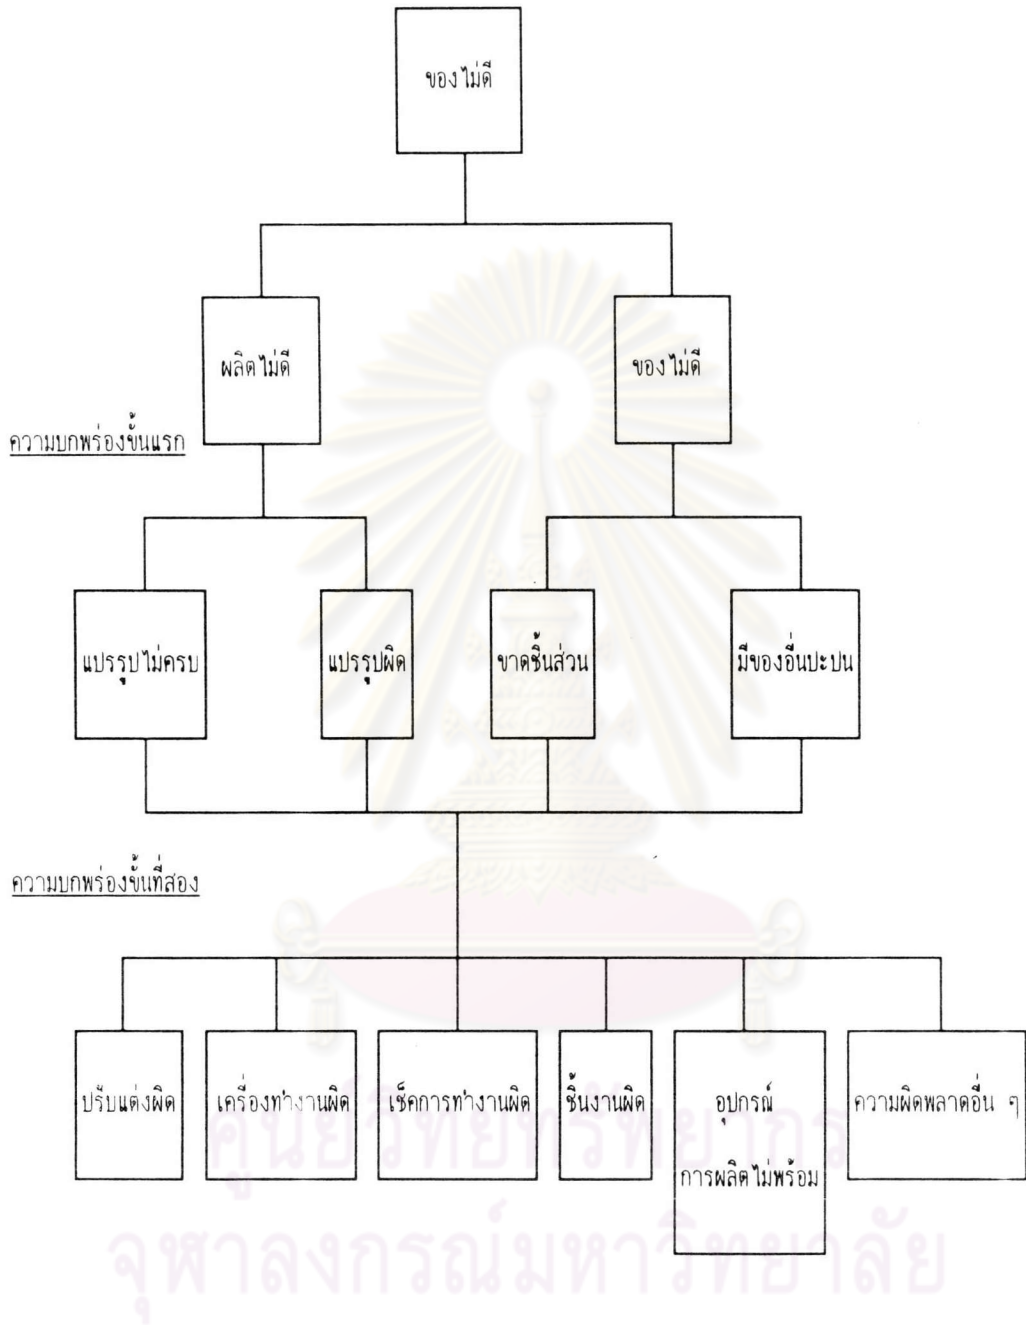 ของไม่ดี
ผลิตไม่ดี
ของไม่ดี
ความบกพร่องขั้นแรก
แปรรูปไม่ครบ
แปรรูปผิด
ขาดชิ้นส่วน
มีของอื่นปะปน
ความบกพร่องขั้นที่สอง
ปรับแต่งผิด
เครื่องทำงานผิด
เช็คการทำงานผิด
ชิ้นงานผิด
อุปกรณ์
การผลิตไม่พร้อม
ความผิดพลาดอื่น ๆ
ศูนย์วิทยทรัพยากร
จุฬาลงกรณ์มหาวิทยาลัย